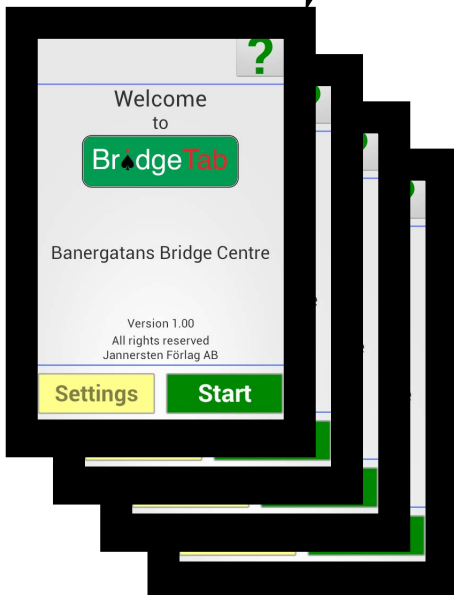 ?
Welcome
to
BridgeTab
Banergatans Bridge Centre
Version 1.00
All rights reserved
Jannersten Förlag AB
Settings
Start